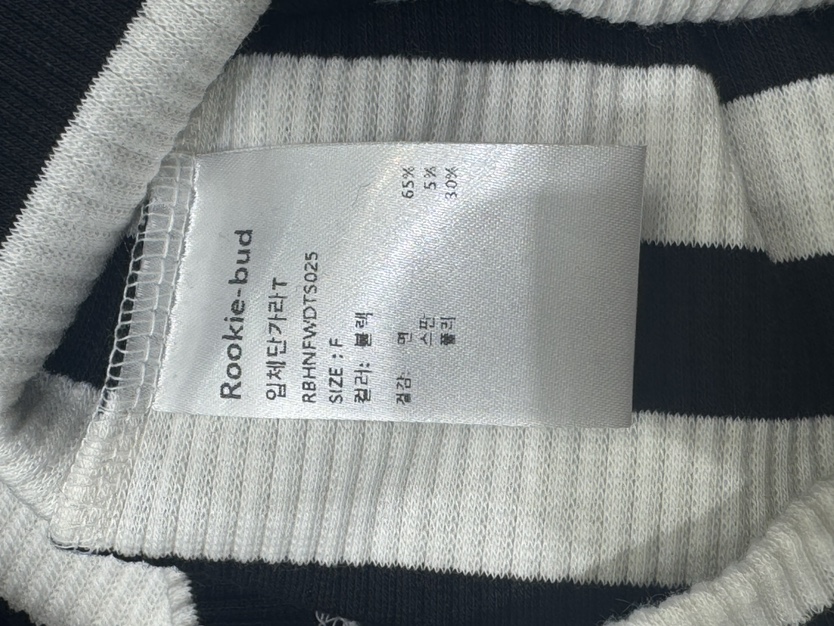 Rookie-bud
입체단가라T
RBHNFWDTS025
SIZE : F
컬러: 블랙
겉감: 면 65%
스판 5%
폴리 30%